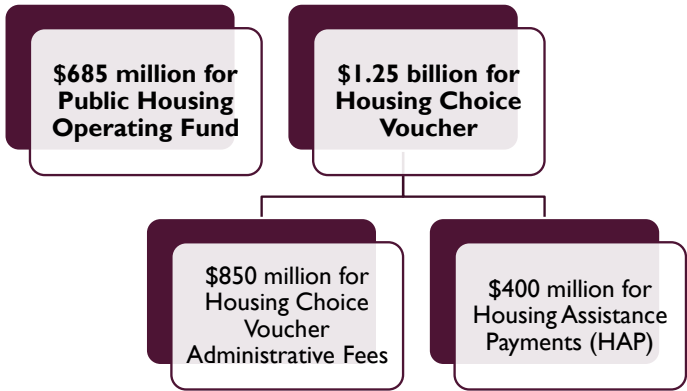 $685 million for
Public Housing
Operating Fund
$1.25 billion for
Housing Choice
Voucher
$850 million for
Housing Choice
Voucher
Administrative Fees
$400 million for
Housing Assistance
Payments (HAP)